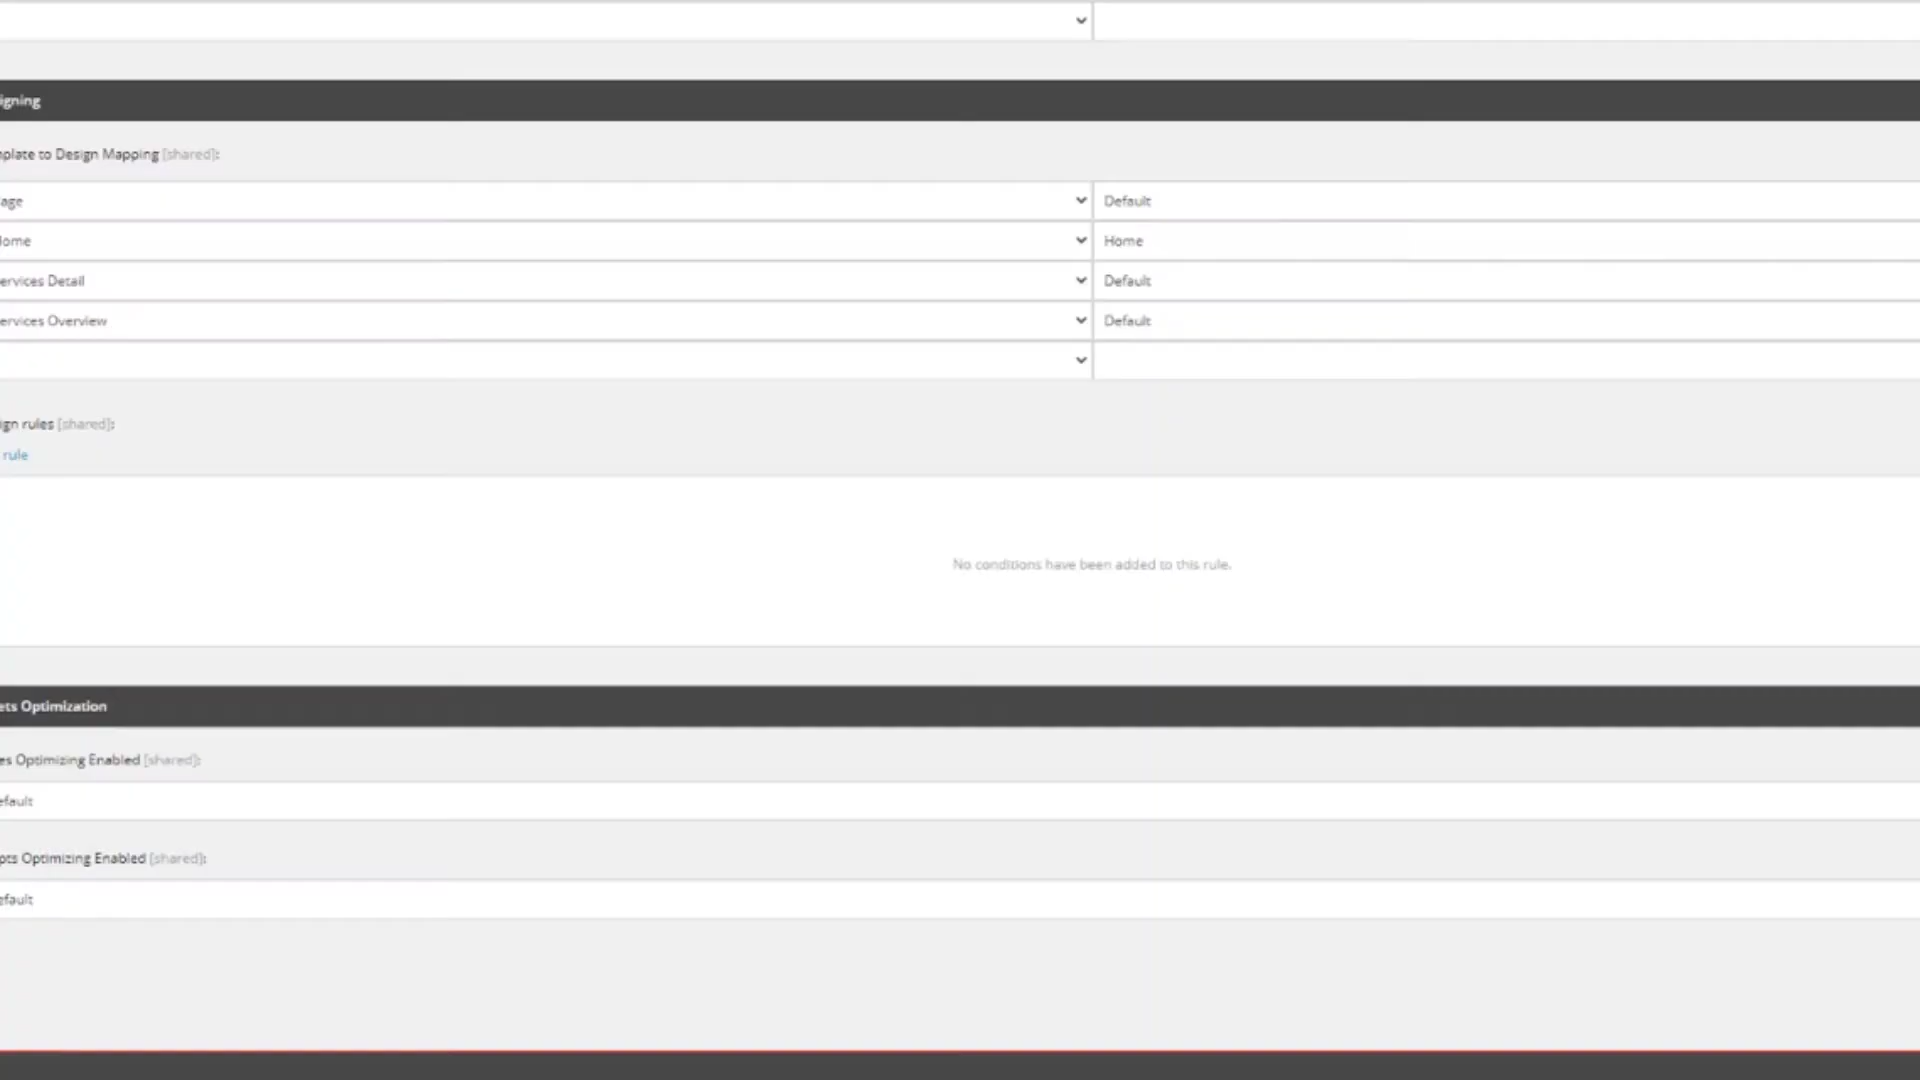 igning
plate to Design Mapping [shared]:
age Default
ome Home
ervices Detail Default
ervices Overview Default
ign rules [shared]:
rule
No conditions have been added to this rule.
ets Optimization
es Optimizing Enabled [shared]:
efault
pts Optimizing Enabled [shared]:
efault